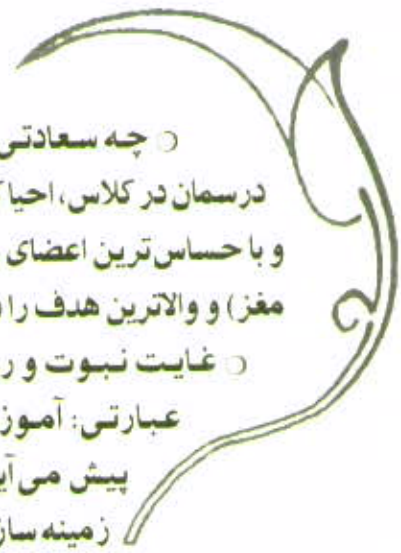 ○ چه سعادتی
درسمان در کلاس، احیا
و با حساس‌ترین اعضای
مغز) و والاترین هدف را
○ غایت نبوت و ر
عبارتی: آموز
پیش می‌آی
زمینه ساز